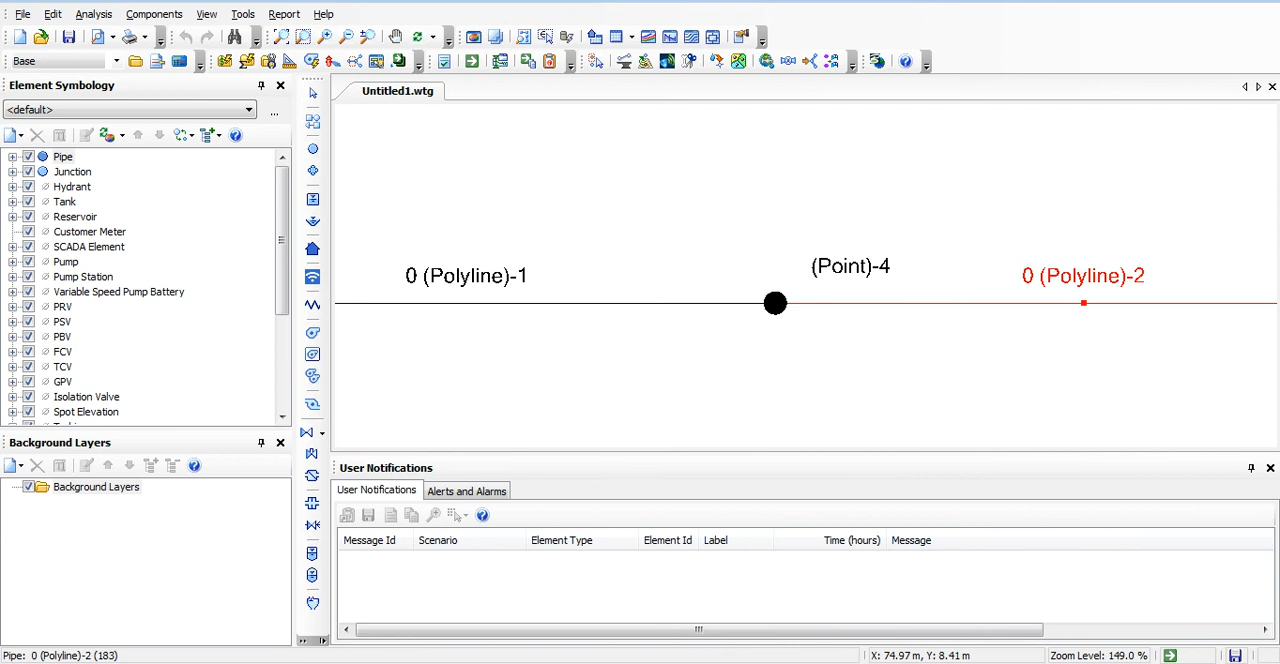 File Edit Analysis Components View Tools Report Help
Base
Element Symbology
<default>
...
Pipe
Junction
Hydrant
Tank
Reservoir
Customer Meter
SCADA Element
Pump
Pump Station
Variable Speed Pump Battery
PRV
PSV
PBV
FCV
TCV
GPV
Isolation Valve
Spot Elevation
Background Layers
Background Layers
Untitled1.wtg
0 (Polyline)-1
(Point)-4
0 (Polyline)-2
User Notifications
User Notifications Alerts and Alarms
Message Id Scenario Element Type Element Id Label Time (hours) Message
Pipe: 0 (Polyline)-2 (183)
X: 74.97 m, Y: 8.41 m
Zoom Level: 149.0 %